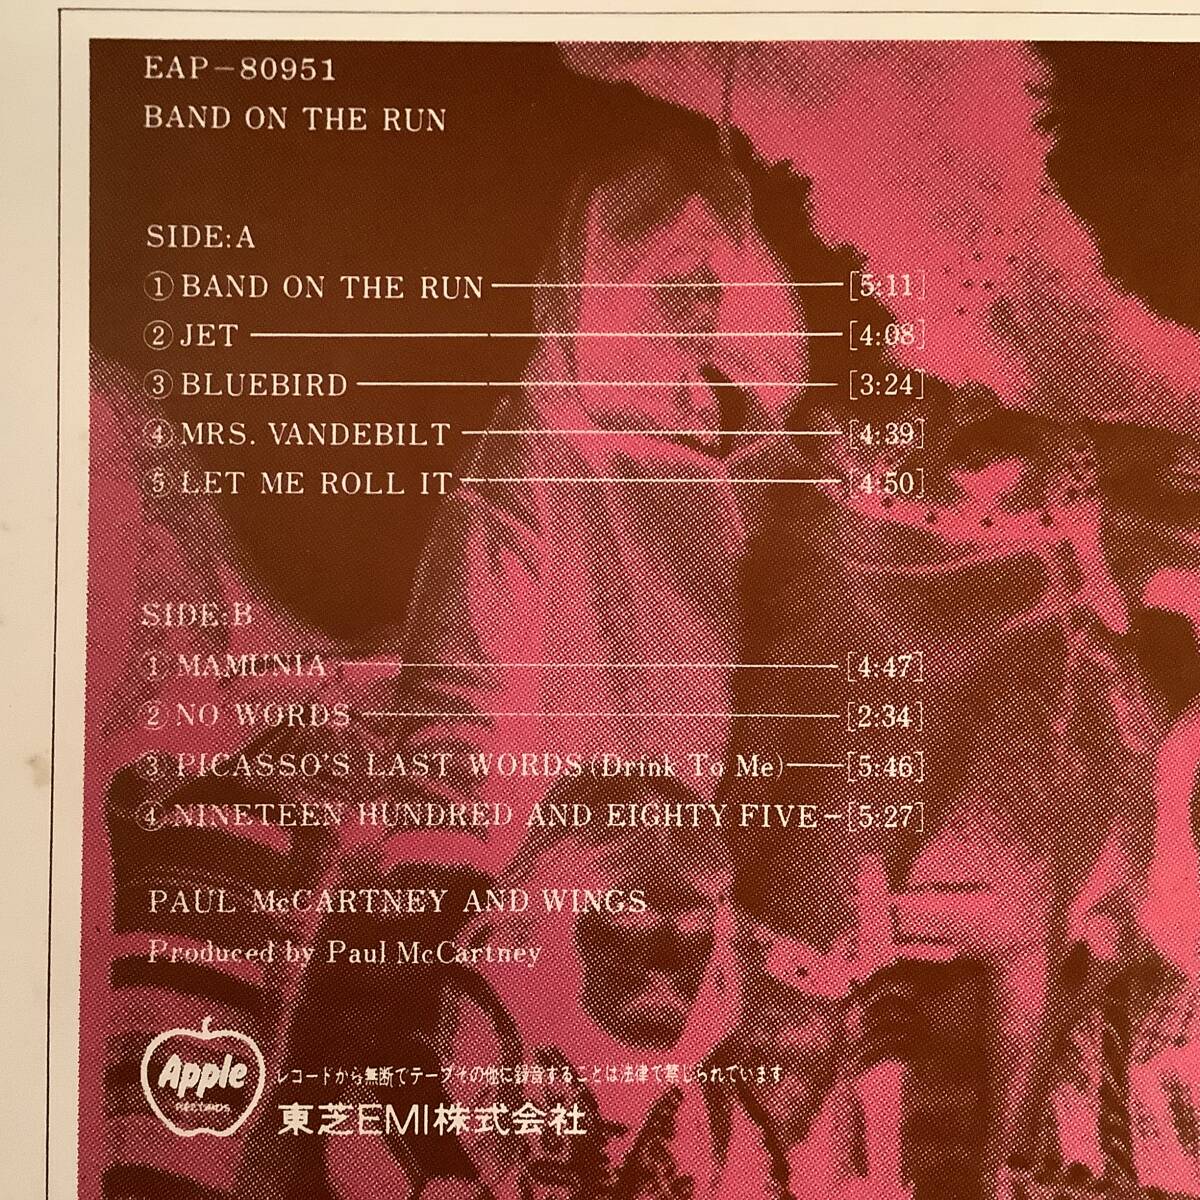 EAP-80951
BAND ON THE RUN
SIDE:A
① BAND ON THE RUN [5:11]
② JET [4:08]
③ BLUEBIRD [3:24]
④ MRS. VANDEBILT [4:39]
⑤ LET ME ROLL IT [4:50]
SIDE:B
① MAMUNIA [4:47]
② NO WORDS [2:34]
③ PICASSO'S LAST WORDS (Drink To Me) [5:46]
④ NINETEEN HUNDRED AND EIGHTY FIVE [5:27]
PAUL McCARTNEY AND WINGS
Produced by Paul McCartney
Apple
RECORDS
レコードから無断でテープその他に録音することは法律で禁じられています
東芝EMI株式会社